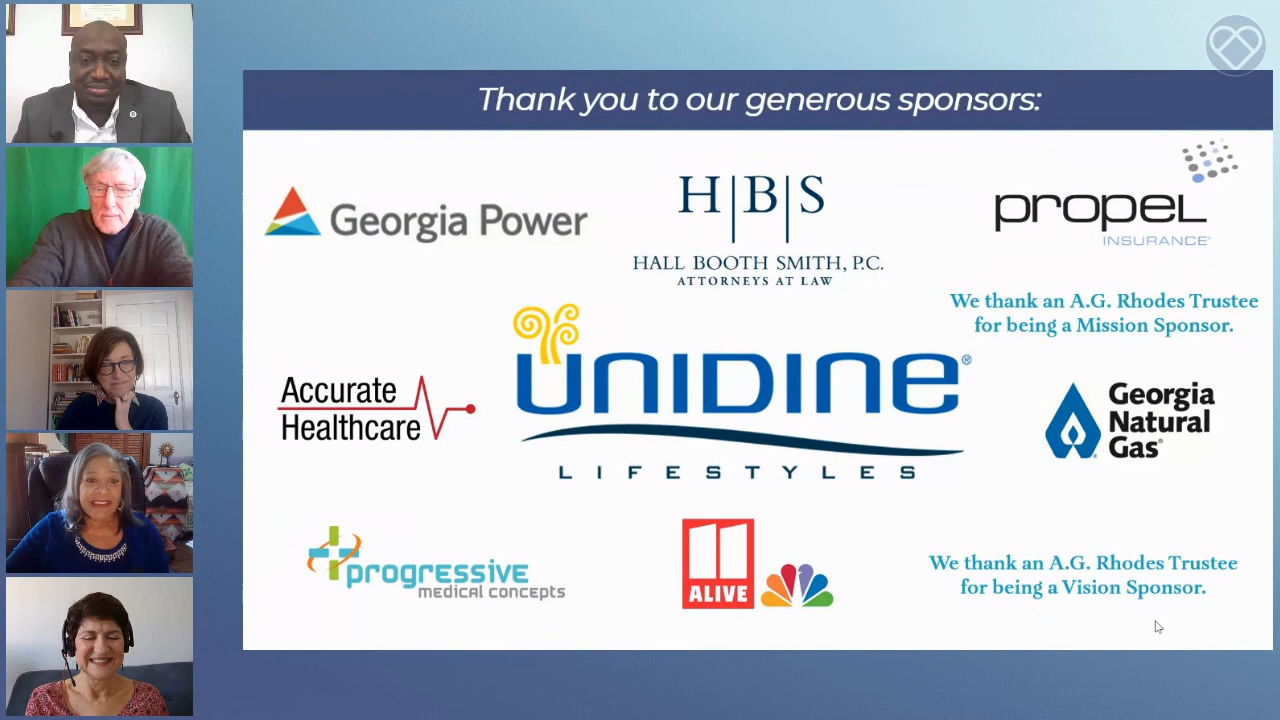 Thank you to our generous sponsors:
Georgia Power
H|B|S
HALL BOOTH SMITH, P.C.
ATTORNEYS AT LAW
propel
INSURANCE®
We thank an A.G. Rhodes Trustee
for being a Mission Sponsor.
Accurate
Healthcare
UNIDINE®
LIFESTYLES
Georgia
Natural
Gas®
progressive
medical concepts
11
ALIVE
We thank an A.G. Rhodes Trustee
for being a Vision Sponsor.